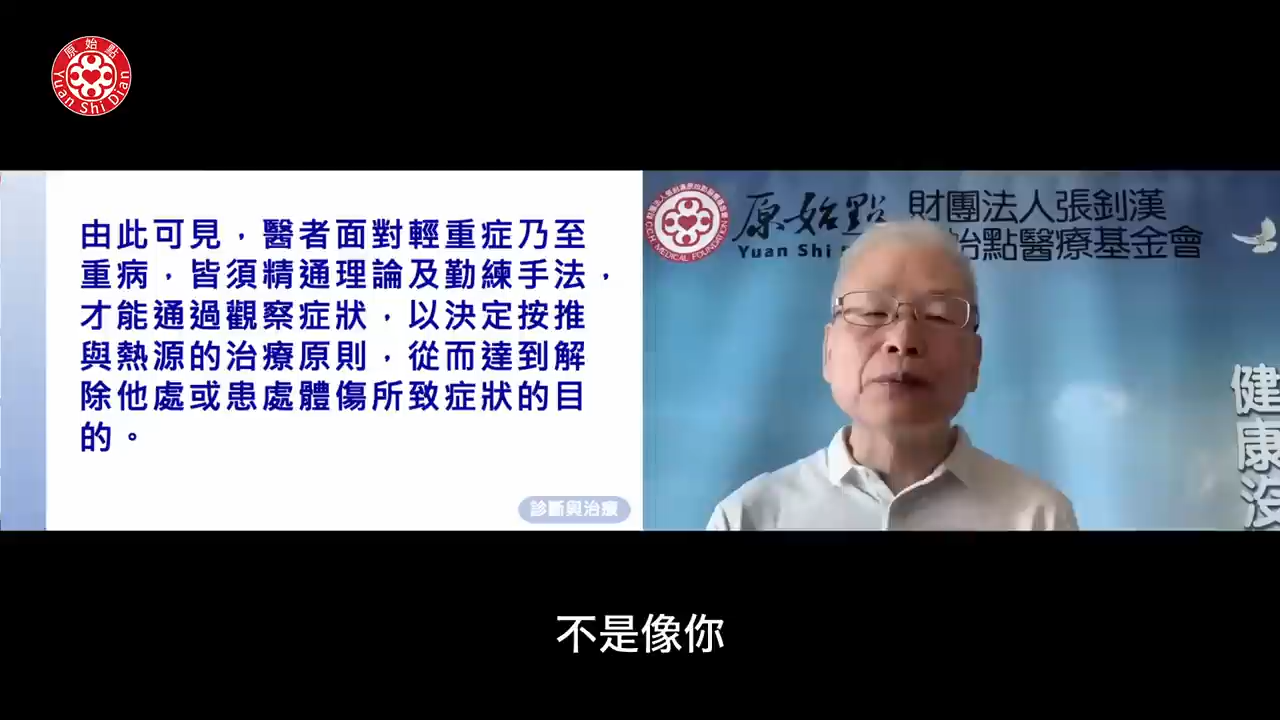 原始點
Yuan Shi Dian
由此可見，醫者面對輕重症乃至
重病，皆須精通理論及勤練手法，
才能通過觀察症狀，以決定按推
與熱源的治療原則，從而達到解
除他處或患處體傷所致症狀的目
的。
診斷與治療
原始點
Yuan Shi
財團法人張釗漢
始點醫療基金會
健康沒
不是像你